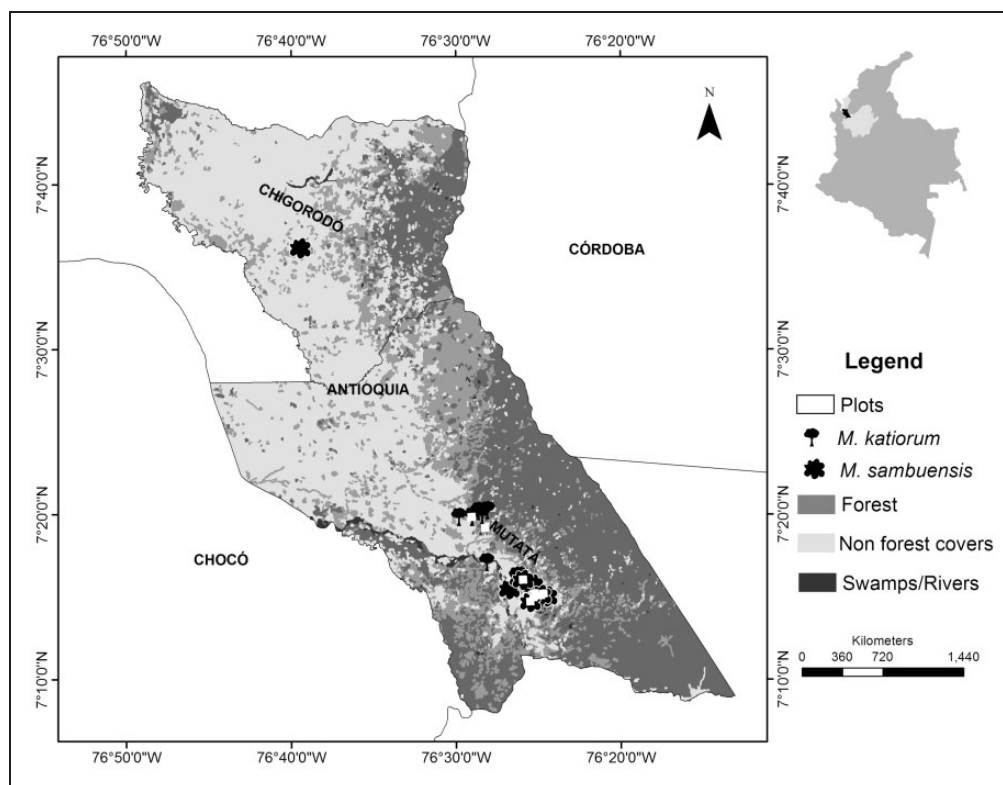 76°50'0"W 76°40'0"W 76°30'0"W 76°20'0"W
N
7°40'0"N
7°40'0"N
CHIGORODÓ
CÓRDOBA
7°30'0"N
7°30'0"N
ANTIOQUIA
Legend
Plots
M. katiorum
M. sambuensis
Forest
Non forest covers
Swamps/Rivers
7°20'0"N
7°20'0"N
MUTATÁ
CHOCÓ
Kilometers
0 360 720 1,440
7°10'0"N
7°10'0"N
76°50'0"W 76°40'0"W 76°30'0"W 76°20'0"W